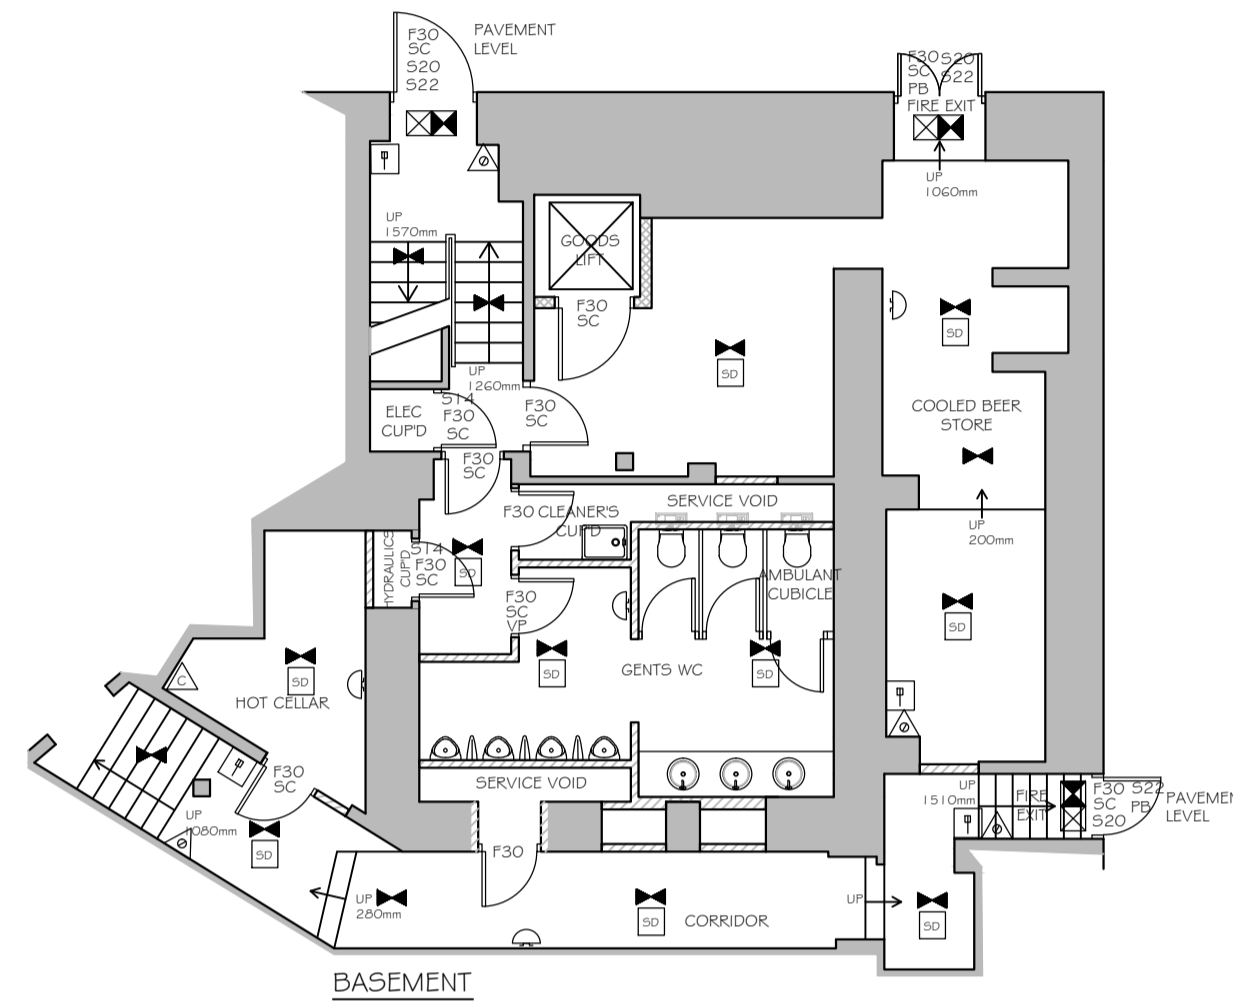 F30
SC
S20
S22
PAVEMENT
LEVEL
F30 S20
SC S22
PB
FIRE EXIT
UP
1060mm
UP
1570mm
GOODS
LIFT
F30
SC
SD
SD
UP
1260mm
ELEC
CUP'D
S14
F30
SC
F30
SC
COOLED BEER
STORE
F30
SC
SERVICE VOID
F30 CLEANER'S
CUP'D
UP
200mm
HYDRAULICS
CUP'D
S14
F30
SC
SD
AMBULANT
CUBICLE
F30
SC
VP
SD
SD
SD
GENTS WC
C
SD
HOT CELLAR
F30
SC
SERVICE VOID
UP
1080mm
SD
UP
1510mm
FIRE
EXIT
F30 S22
SC PB
S20
PAVEMEN
LEVEL
F30
UP
280mm
SD
CORRIDOR
UP
SD
BASEMENT